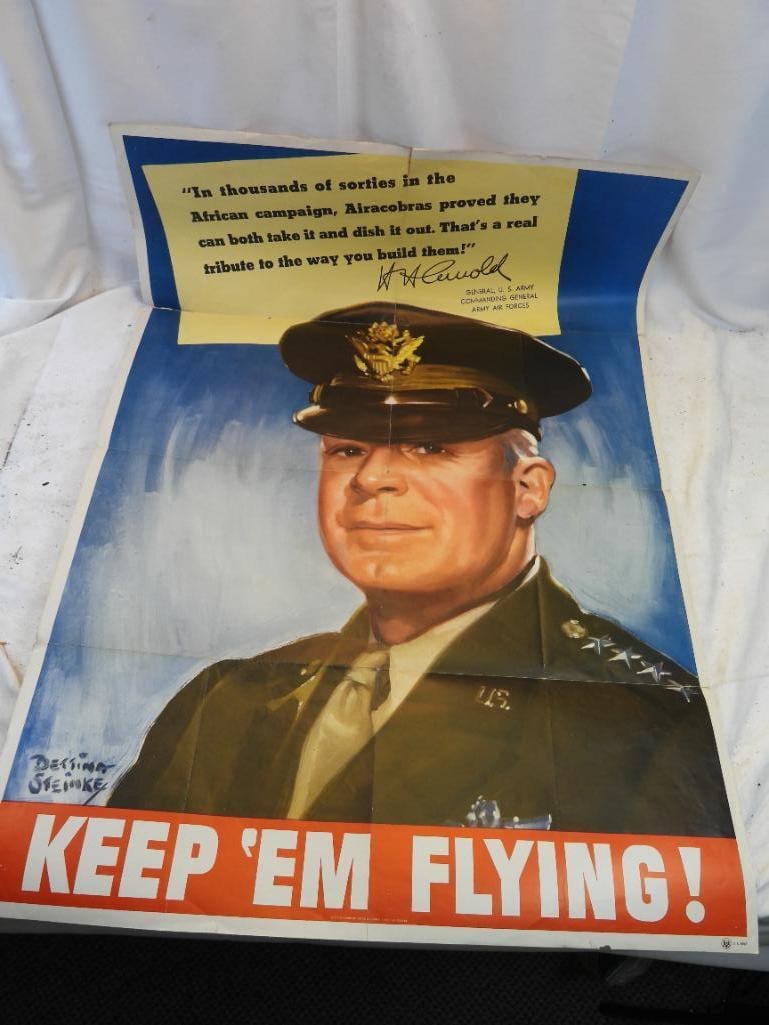 "In thousands of sorties in the
African campaign, Airacobras proved they
can both take it and dish it out. That's a real
tribute to the way you build them!"
H H Arnold
GENERAL, U. S. ARMY
COMMANDING GENERAL
ARMY AIR FORCES
U.S.
BETTINA
STEINKE
KEEP 'EM FLYING!